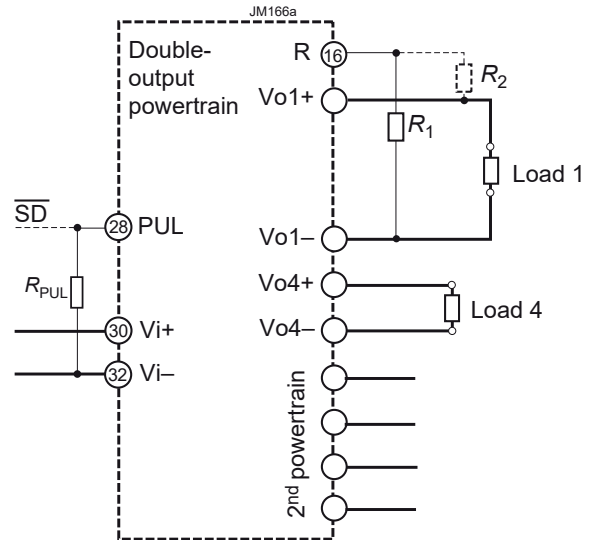 JM166a
Double-
output
powertrain
R 16
R2
Vo1+
R1
Load 1
SD
28 PUL
Vo1–
RPUL
Vo4+
Load 4
30 Vi+
Vo4–
32 Vi–
2nd powertrain